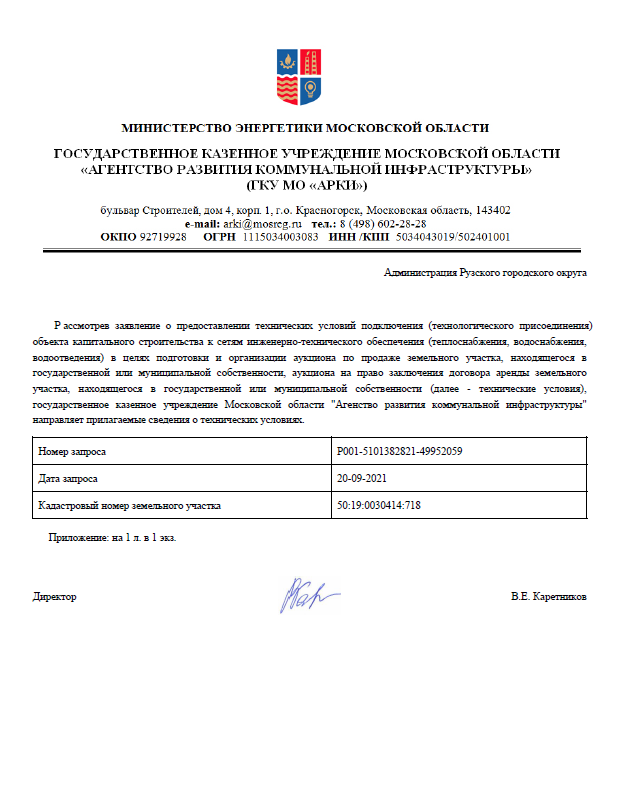 МИНИСТЕРСТВО ЭНЕРГЕТИКИ МОСКОВСКОЙ ОБЛАСТИ
ГОСУДАРСТВЕННОЕ КАЗЕННОЕ УЧРЕЖДЕНИЕ МОСКОВСКОЙ ОБЛАСТИ
«АГЕНТСТВО РАЗВИТИЯ КОММУНАЛЬНОЙ ИНФРАСТРУКТУРЫ»
(ГКУ МО «АРКИ»)
бульвар Строителей, дом 4, корп. 1, г.о. Красногорск, Московская область, 143402
e-mail: arki@mosreg.ru тел.: 8 (498) 602-28-28
ОКПО 92719928 ОГРН 1115034003083 ИНН /КПП 5034043019/502401001
Администрация Рузского городского округа
Рассмотрев заявление о предоставлении технических условий подключения (технологического присоединения)
объекта капитального строительства к сетям инженерно-технического обеспечения (теплоснабжения, водоснабжения,
водоотведения) в целях подготовки и организации аукциона по продаже земельного участка, находящегося в
государственной или муниципальной собственности, аукциона на право заключения договора аренды земельного
участка, находящегося в государственной или муниципальной собственности (далее - технические условия),
государственное казенное учреждение Московской области "Агенство развития коммунальной инфраструктуры"
направляет прилагаемые сведения о технических условиях.
Номер запроса P001-5101382821-49952059
Дата запроса 20-09-2021
Кадастровый номер земельного участка 50:19:0030414:718
Приложение: на 1 л. в 1 экз.
Директор В.Е. Каретников